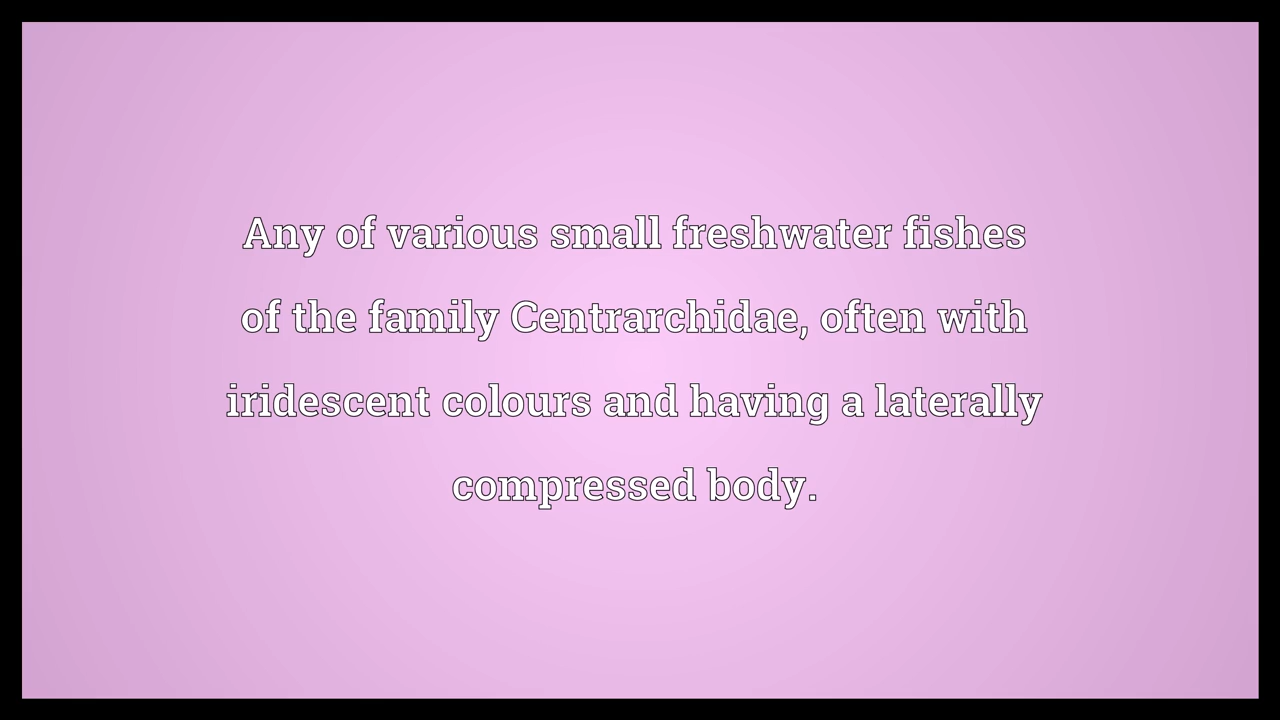 Any of various small freshwater fishes
of the family Centrarchidae, often with
iridescent colours and having a laterally
compressed body.